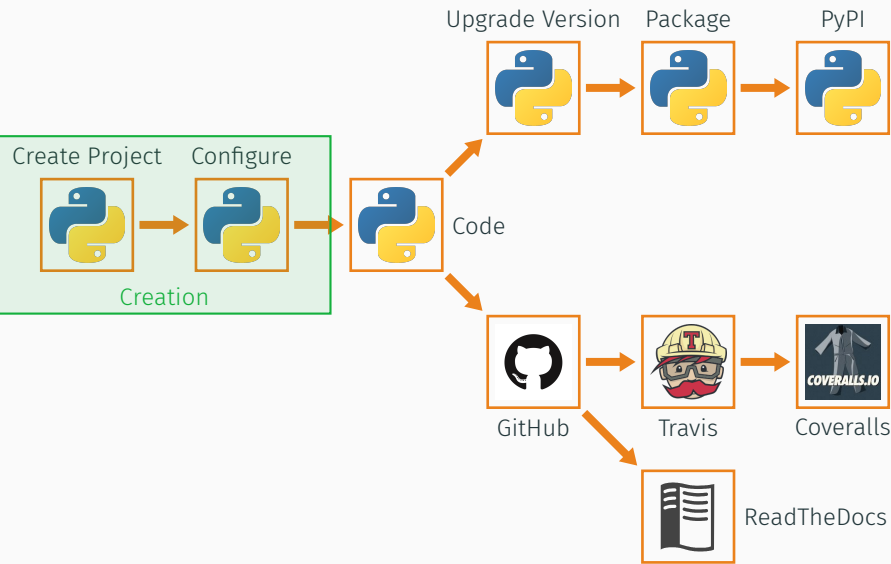 Upgrade Version
Package
PyPI
Create Project
Configure
Code
Creation
T
COVERALLS.IO
GitHub
Travis
Coveralls
ReadTheDocs